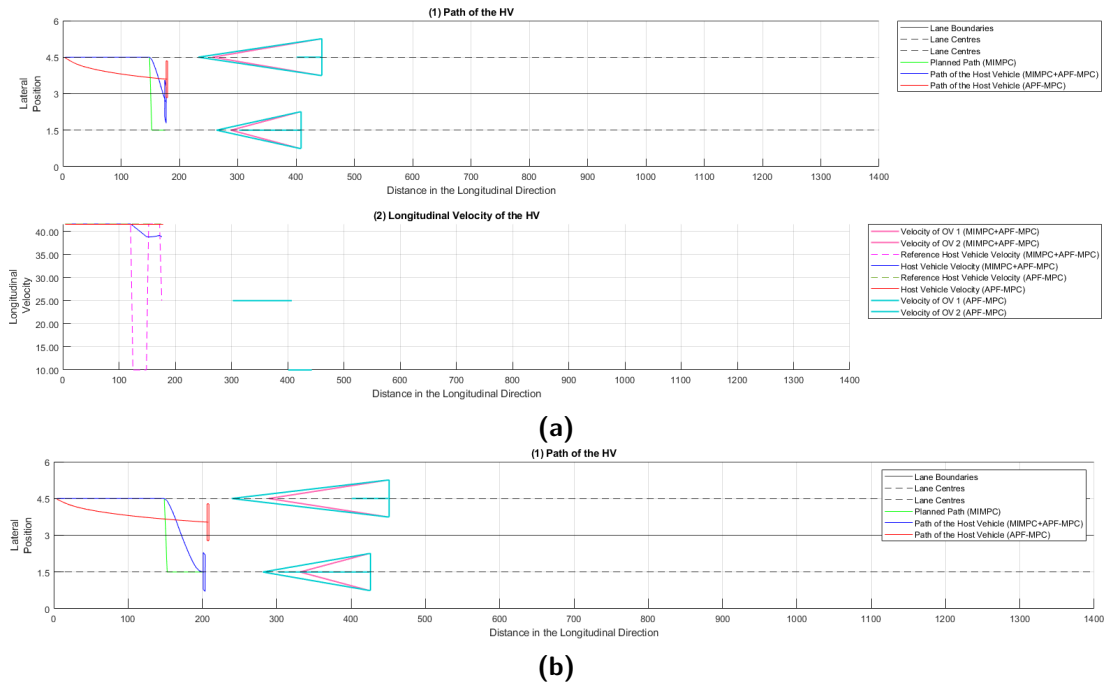 (1) Path of the HV
6
4.5
3
1.5
0
Lateral
Position
0 100 200 300 400 500 600 700 800 900 1000 1100 1200 1300 1400
Distance in the Longitudinal Direction
Lane Boundaries
Lane Centres
Lane Centres
Planned Path (MIMPC)
Path of the Host Vehicle (MIMPC+APF-MPC)
Path of the Host Vehicle (APF-MPC)
(2) Longitudinal Velocity of the HV
40.00
35.00
30.00
25.00
20.00
15.00
10.00
Longitudinal
Velocity
0 100 200 300 400 500 600 700 800 900 1000 1100 1200 1300 1400
Distance in the Longitudinal Direction
Velocity of OV 1 (MIMPC+APF-MPC)
Velocity of OV 2 (MIMPC+APF-MPC)
Reference Host Vehicle Velocity (MIMPC+APF-MPC)
Host Vehicle Velocity (MIMPC+APF-MPC)
Reference Host Vehicle Velocity (APF-MPC)
Host Vehicle Velocity (APF-MPC)
Velocity of OV 1 (APF-MPC)
Velocity of OV 2 (APF-MPC)
(a)
(1) Path of the HV
6
4.5
3
1.5
0
Lateral
Position
0 100 200 300 400 500 600 700 800 900 1000 1100 1200 1300 1400
Distance in the Longitudinal Direction
Lane Boundaries
Lane Centres
Lane Centres
Planned Path (MIMPC)
Path of the Host Vehicle (MIMPC+APF-MPC)
Path of the Host Vehicle (APF-MPC)
(b)